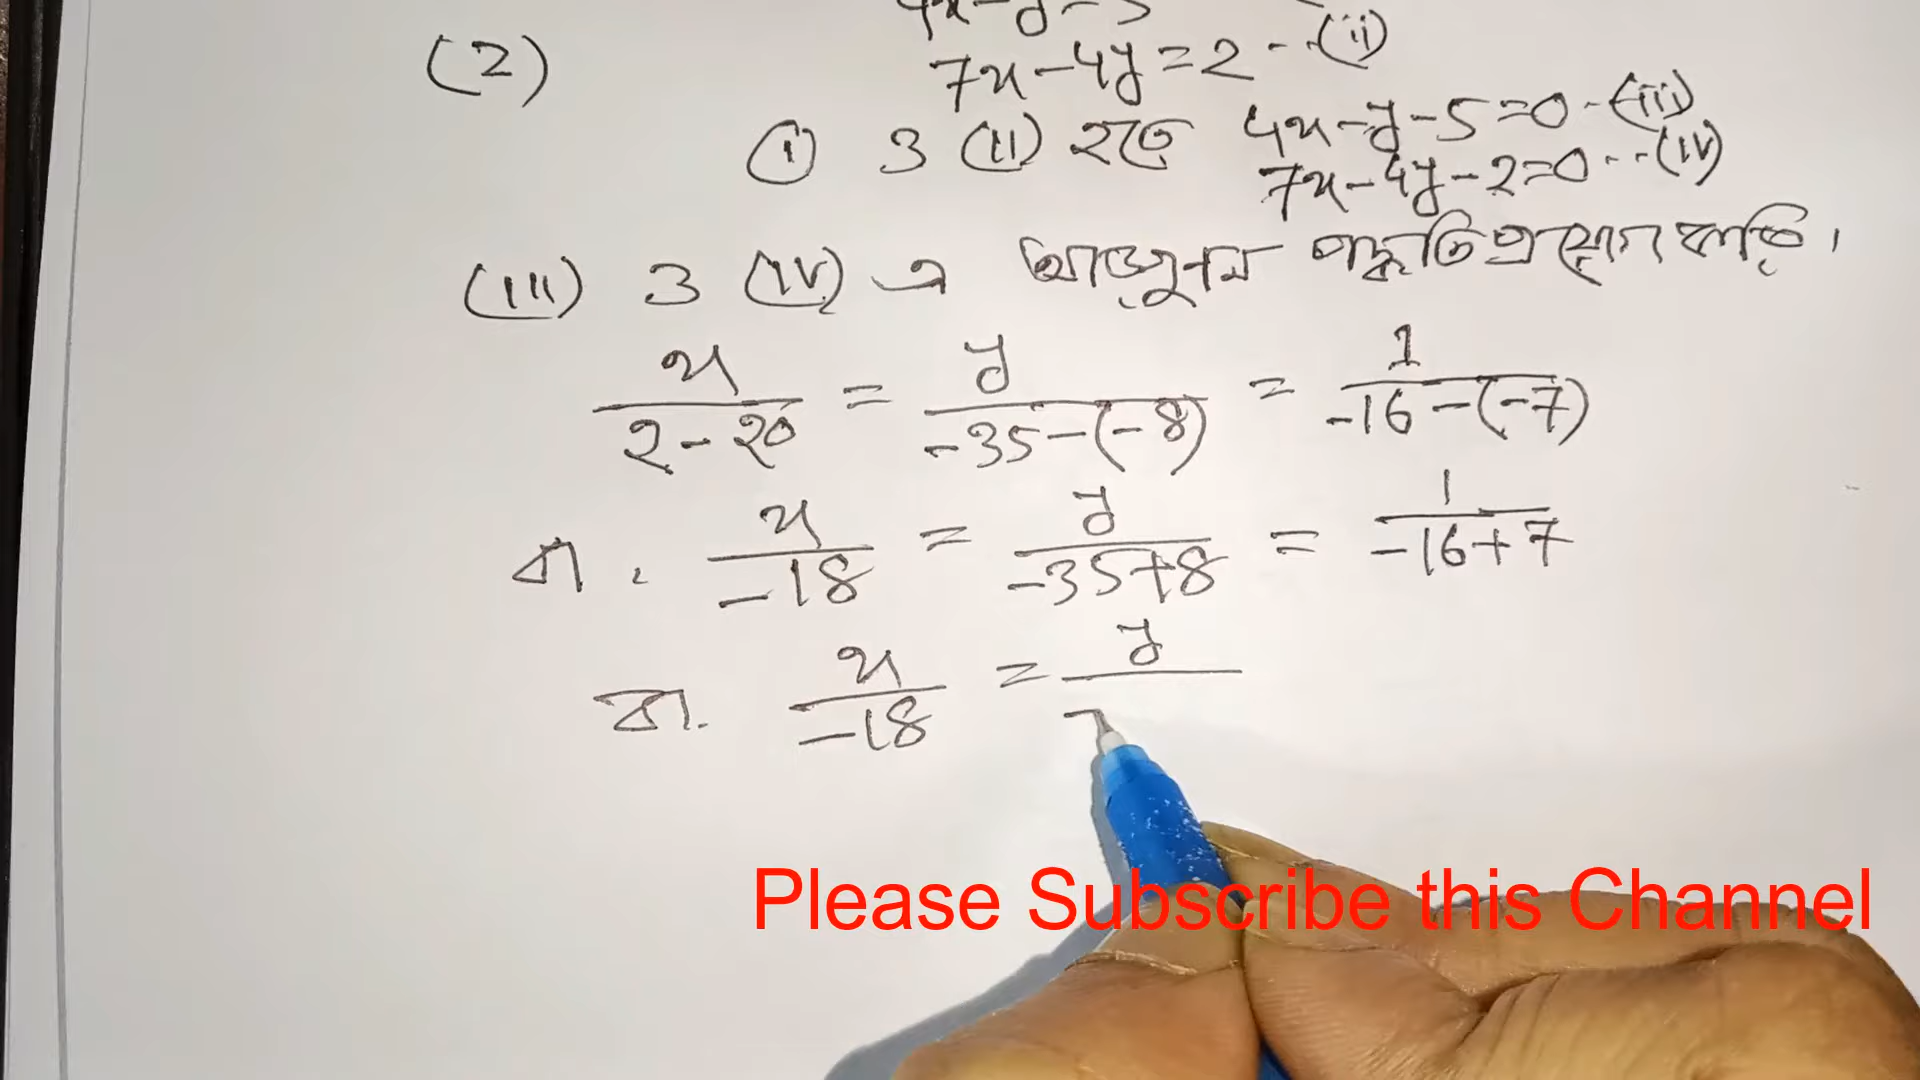 4x-y=5
(2) 7x-4y=2--(ii)
(i) ও (ii) হতে 4x-y-5=0--(iii)
7x-4y-2=0---(iv)
(iii) ও (iv) এ আড়গুণন পদ্ধতি প্রয়োগ করি।
x/2-20 = y/-35-(-8) = 1/-16-(-7)
বা, x/-18 = y/-35+8 = 1/-16+7
বা, x/-18 = y/-
Please Subscribe this Channel